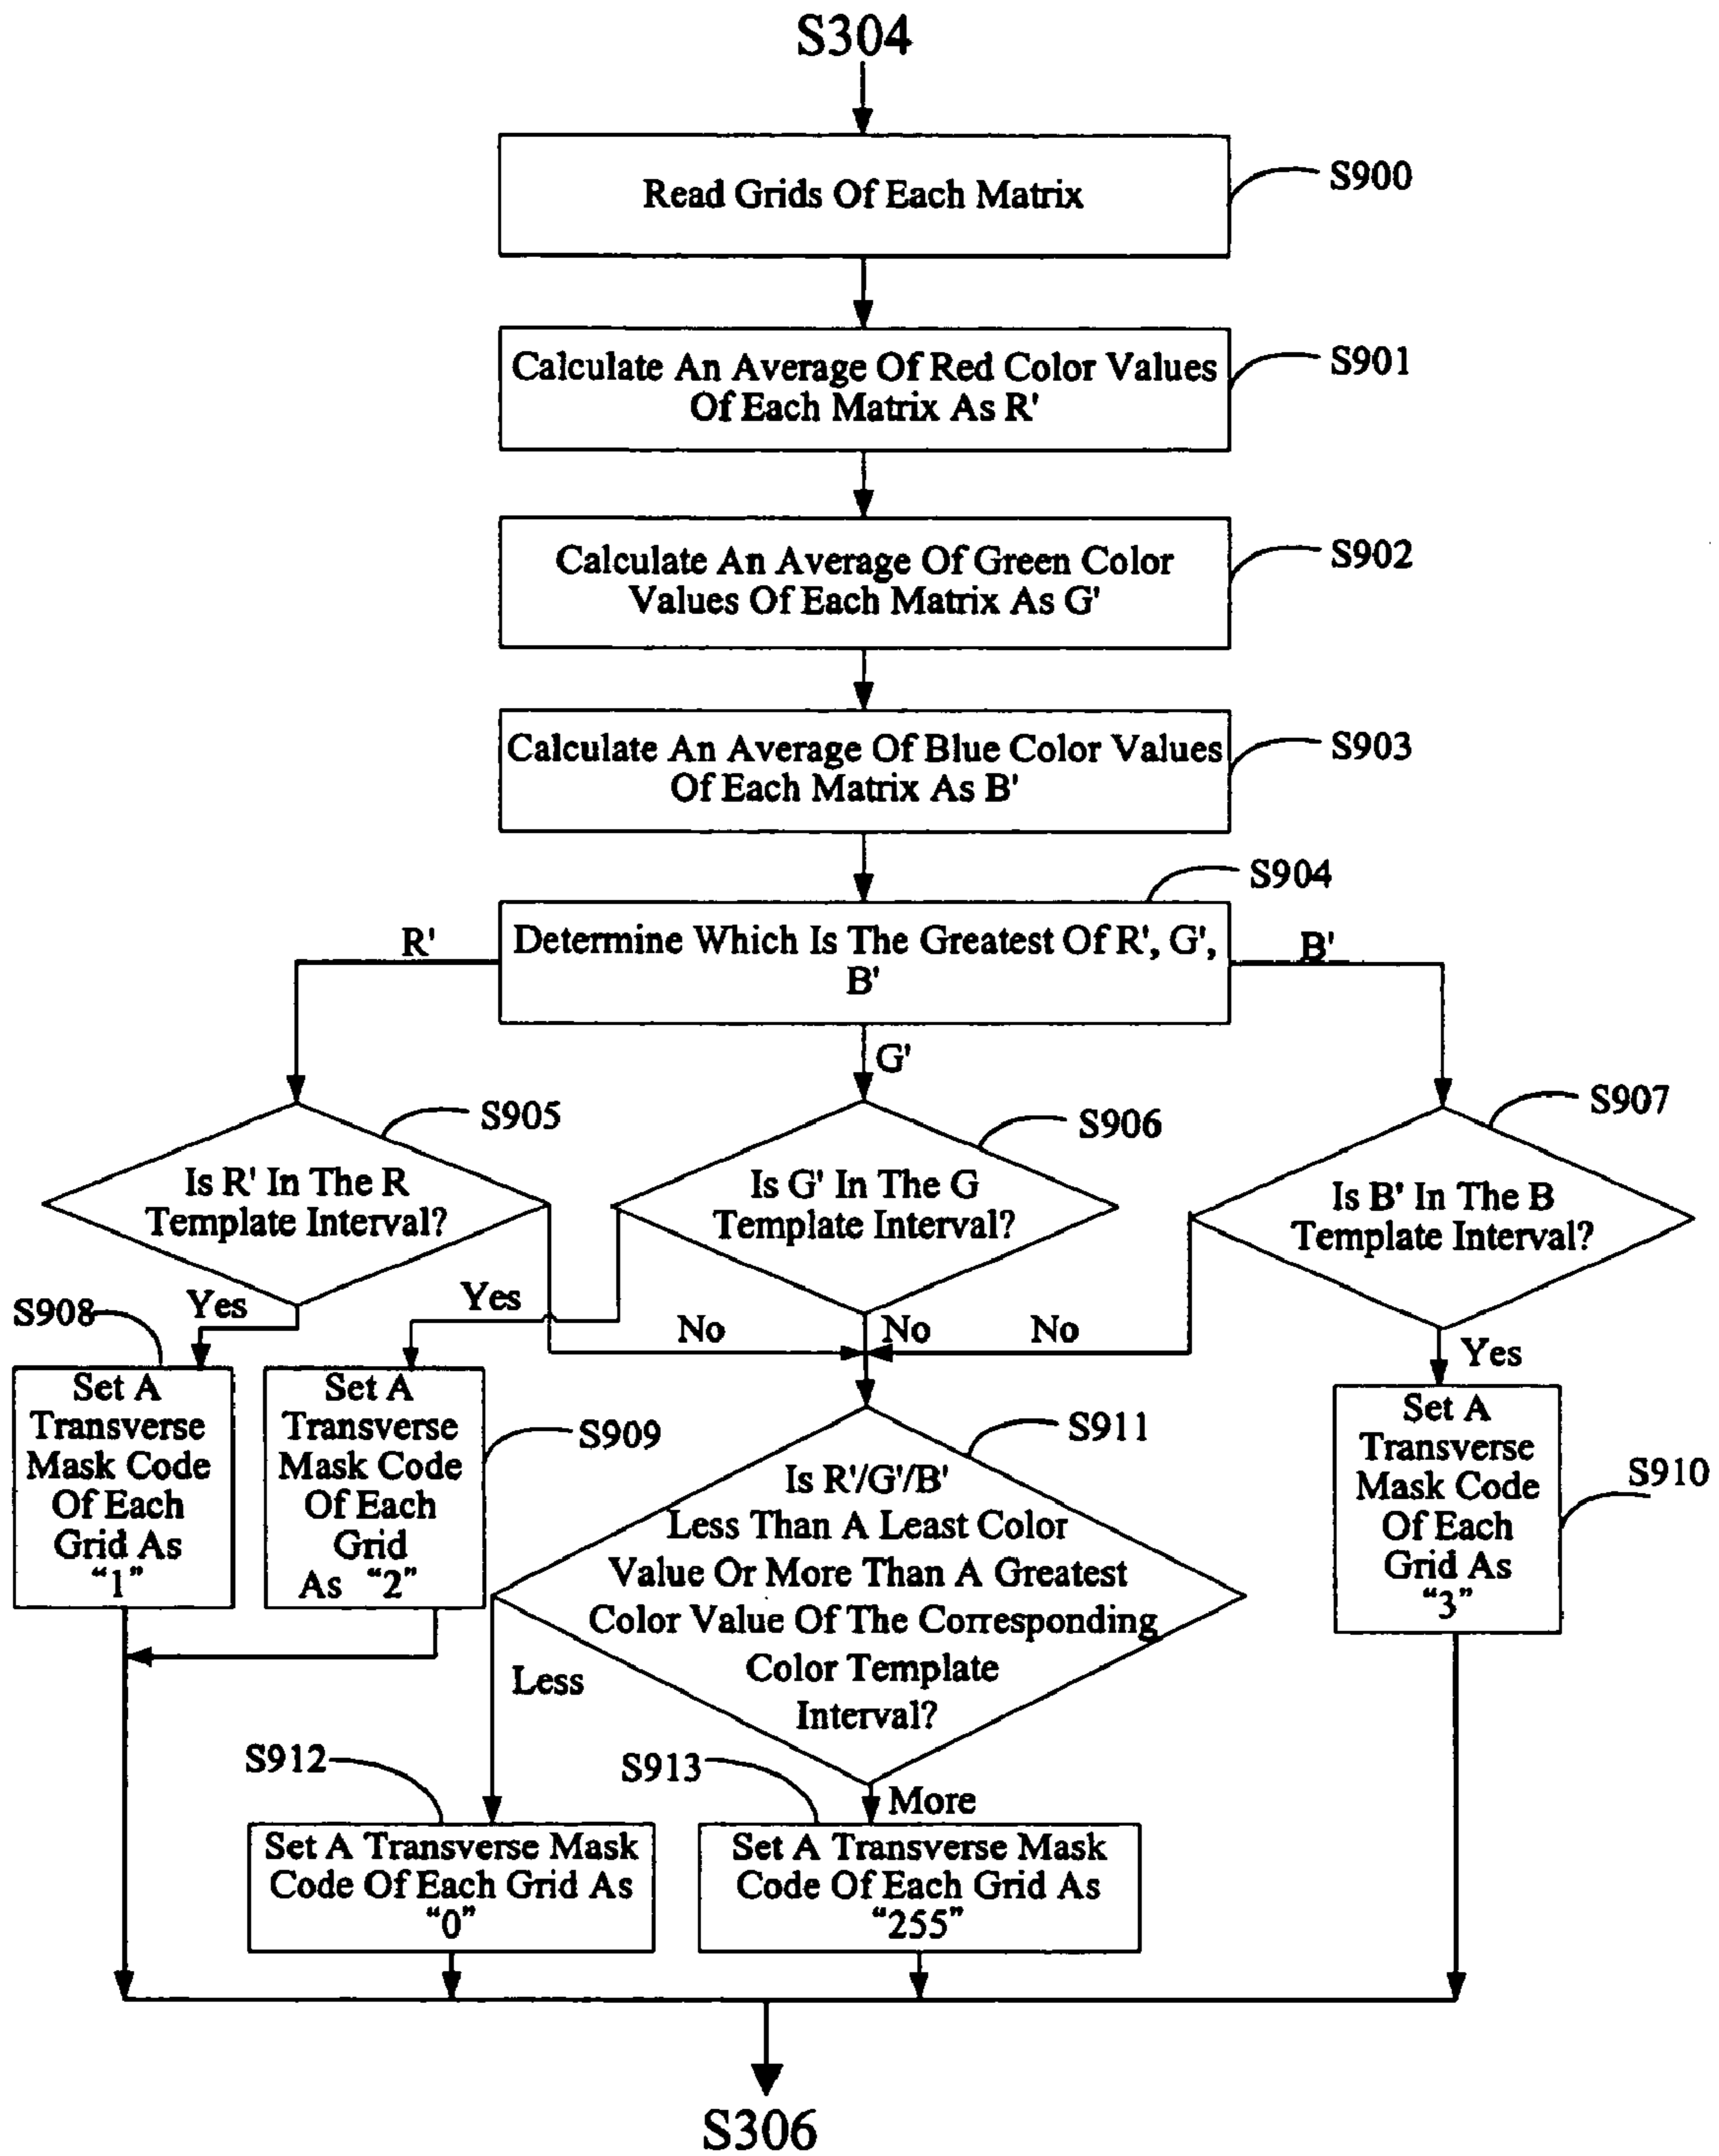 S304
Read Grids Of Each Matrix
S900
Calculate An Average Of Red Color Values
Of Each Matrix As R'
S901
Calculate An Average Of Green Color
Values Of Each Matrix As G'
S902
Calculate An Average Of Blue Color Values
Of Each Matrix As B'
S903
S904
Determine Which Is The Greatest Of R', G',
B'
R'
B'
G'
S905
S906
S907
Is R' In The R
Template Interval?
Is G' In The G
Template Interval?
Is B' In The B
Template Interval?
S908
Yes
Yes
No
No
No
Yes
Set A
Transverse
Mask Code
Of Each
Grid As
“1”
Set A
Transverse
Mask Code
Of Each
Grid
As “2”
S909
S911
Is R'/G'/B'
Less Than A Least Color
Value Or More Than A Greatest
Color Value Of The Corresponding
Color Template
Interval?
Set A
Transverse
Mask Code
Of Each
Grid As
“3”
S910
Less
S912
S913
More
Set A Transverse Mask
Code Of Each Grid As
“0”
Set A Transverse Mask
Code Of Each Grid As
“255”
S306